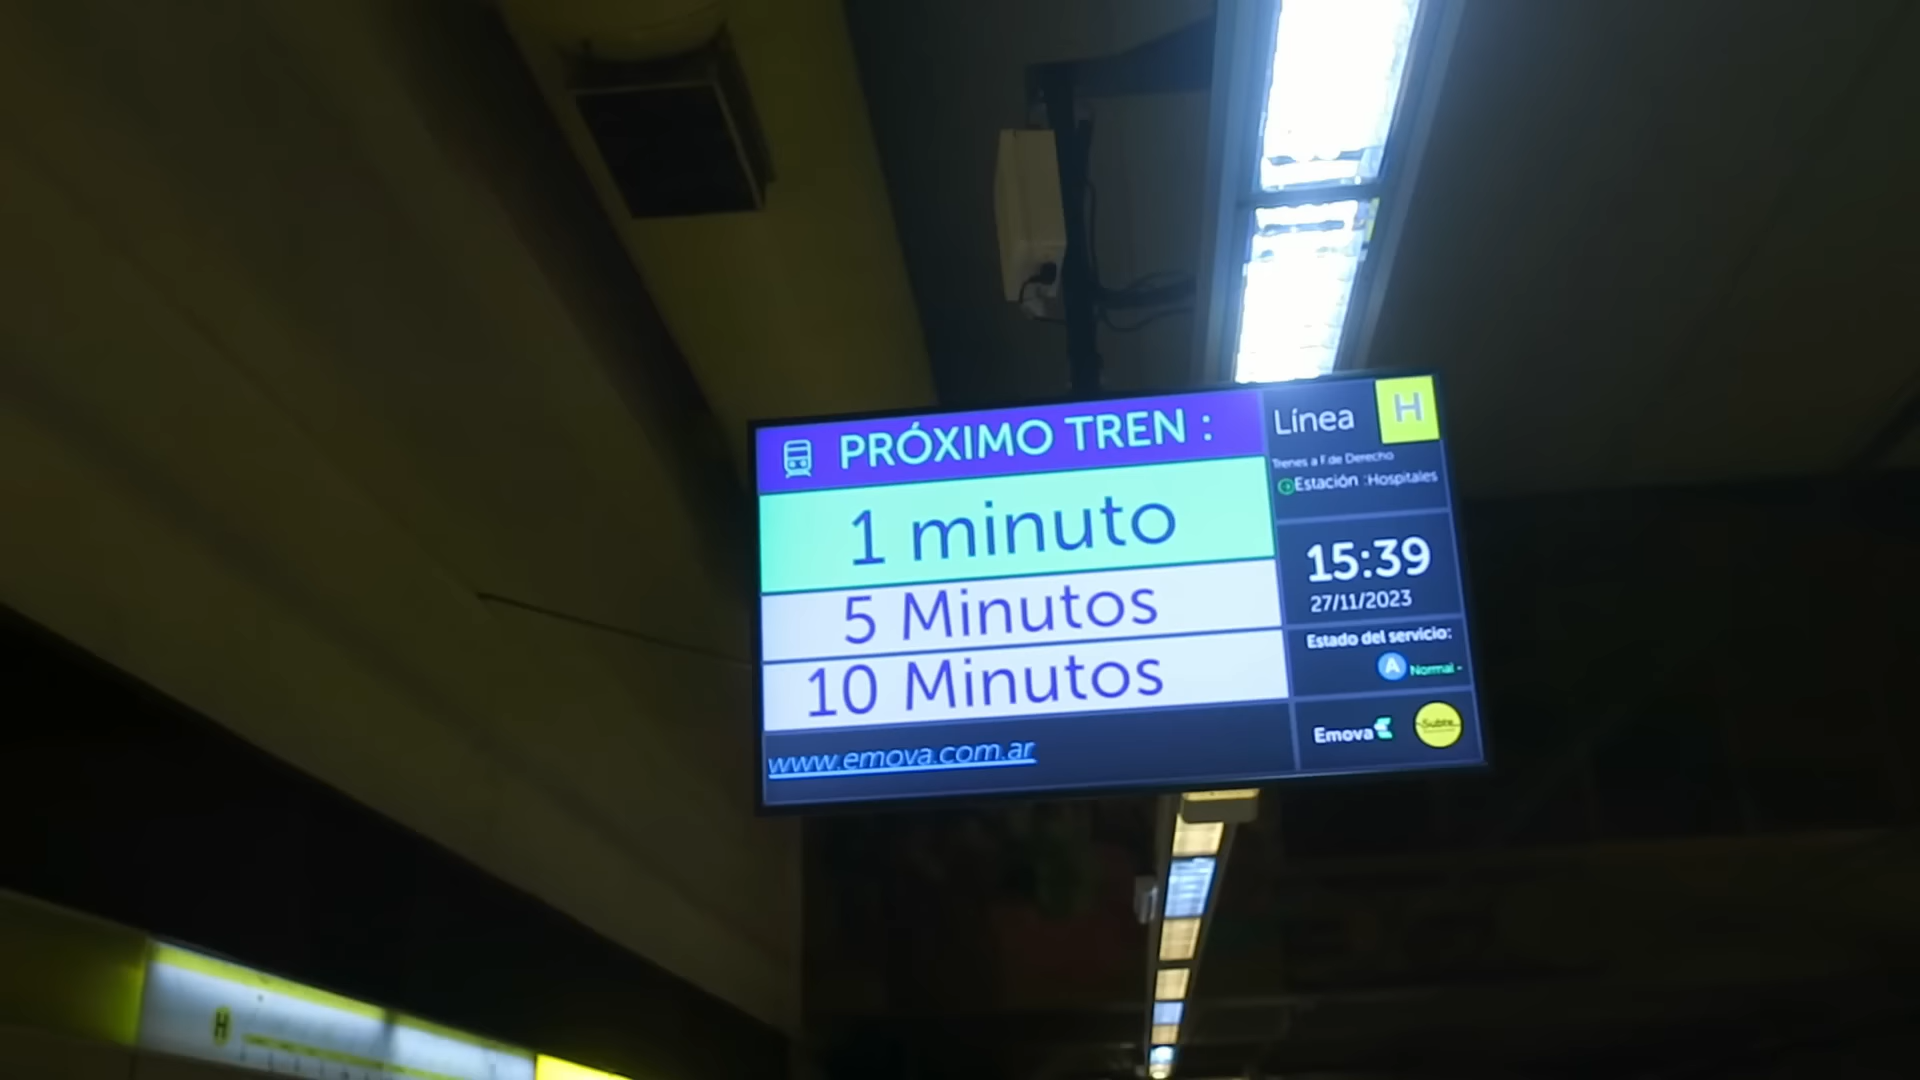 PRÓXIMO TREN :
1 minuto
5 Minutos
10 Minutos
www.emova.com.ar
Línea H
Trenes a F.de Derecho
Estación :Hospitales
15:39
27/11/2023
Estado del servicio:
A Normal -
Emova
Subte
H